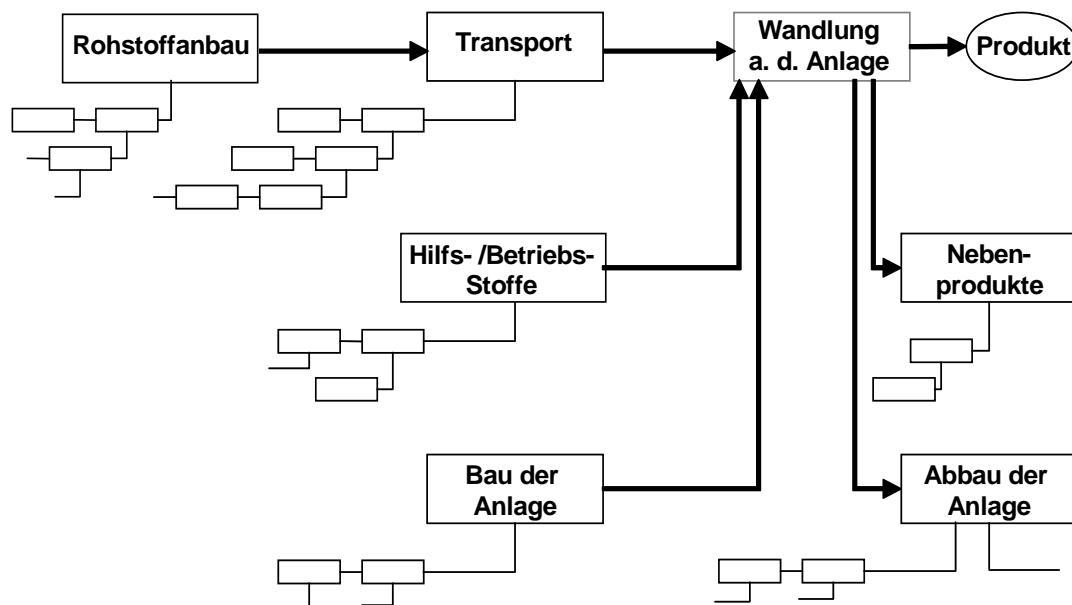 Rohstoffanbau
Transport
Wandlung
a. d. Anlage
Produkt
Hilfs- /Betriebs-
Stoffe
Neben-
produkte
Bau der
Anlage
Abbau der
Anlage